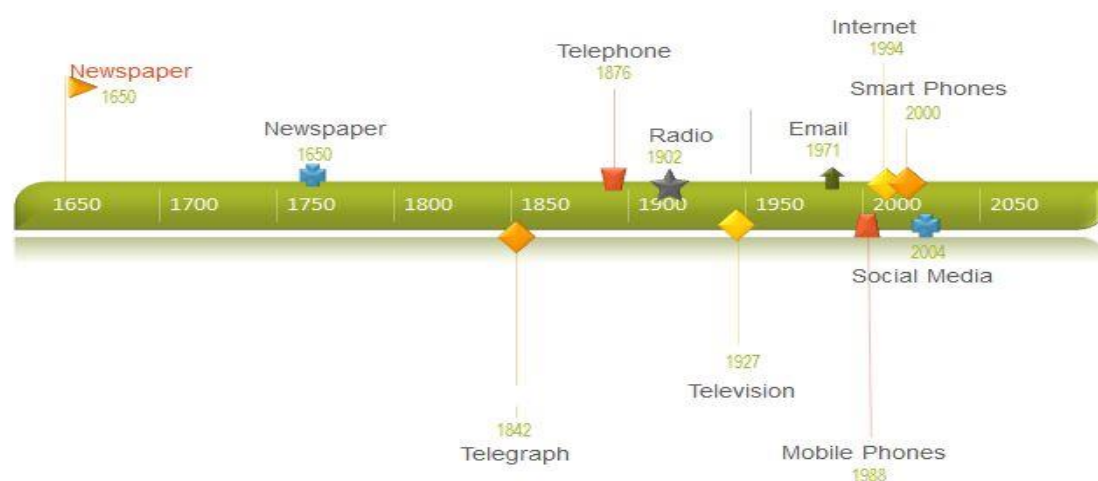 Internet
1994
Telephone
1876
Newspaper
1650
Smart Phones
2000
Newspaper
1650
Radio
1902
Email
1971
1650 1700 1750 1800 1850 1900 1950 2000 2050
2004
Social Media
1927
Television
1842
Telegraph
Mobile Phones
1988